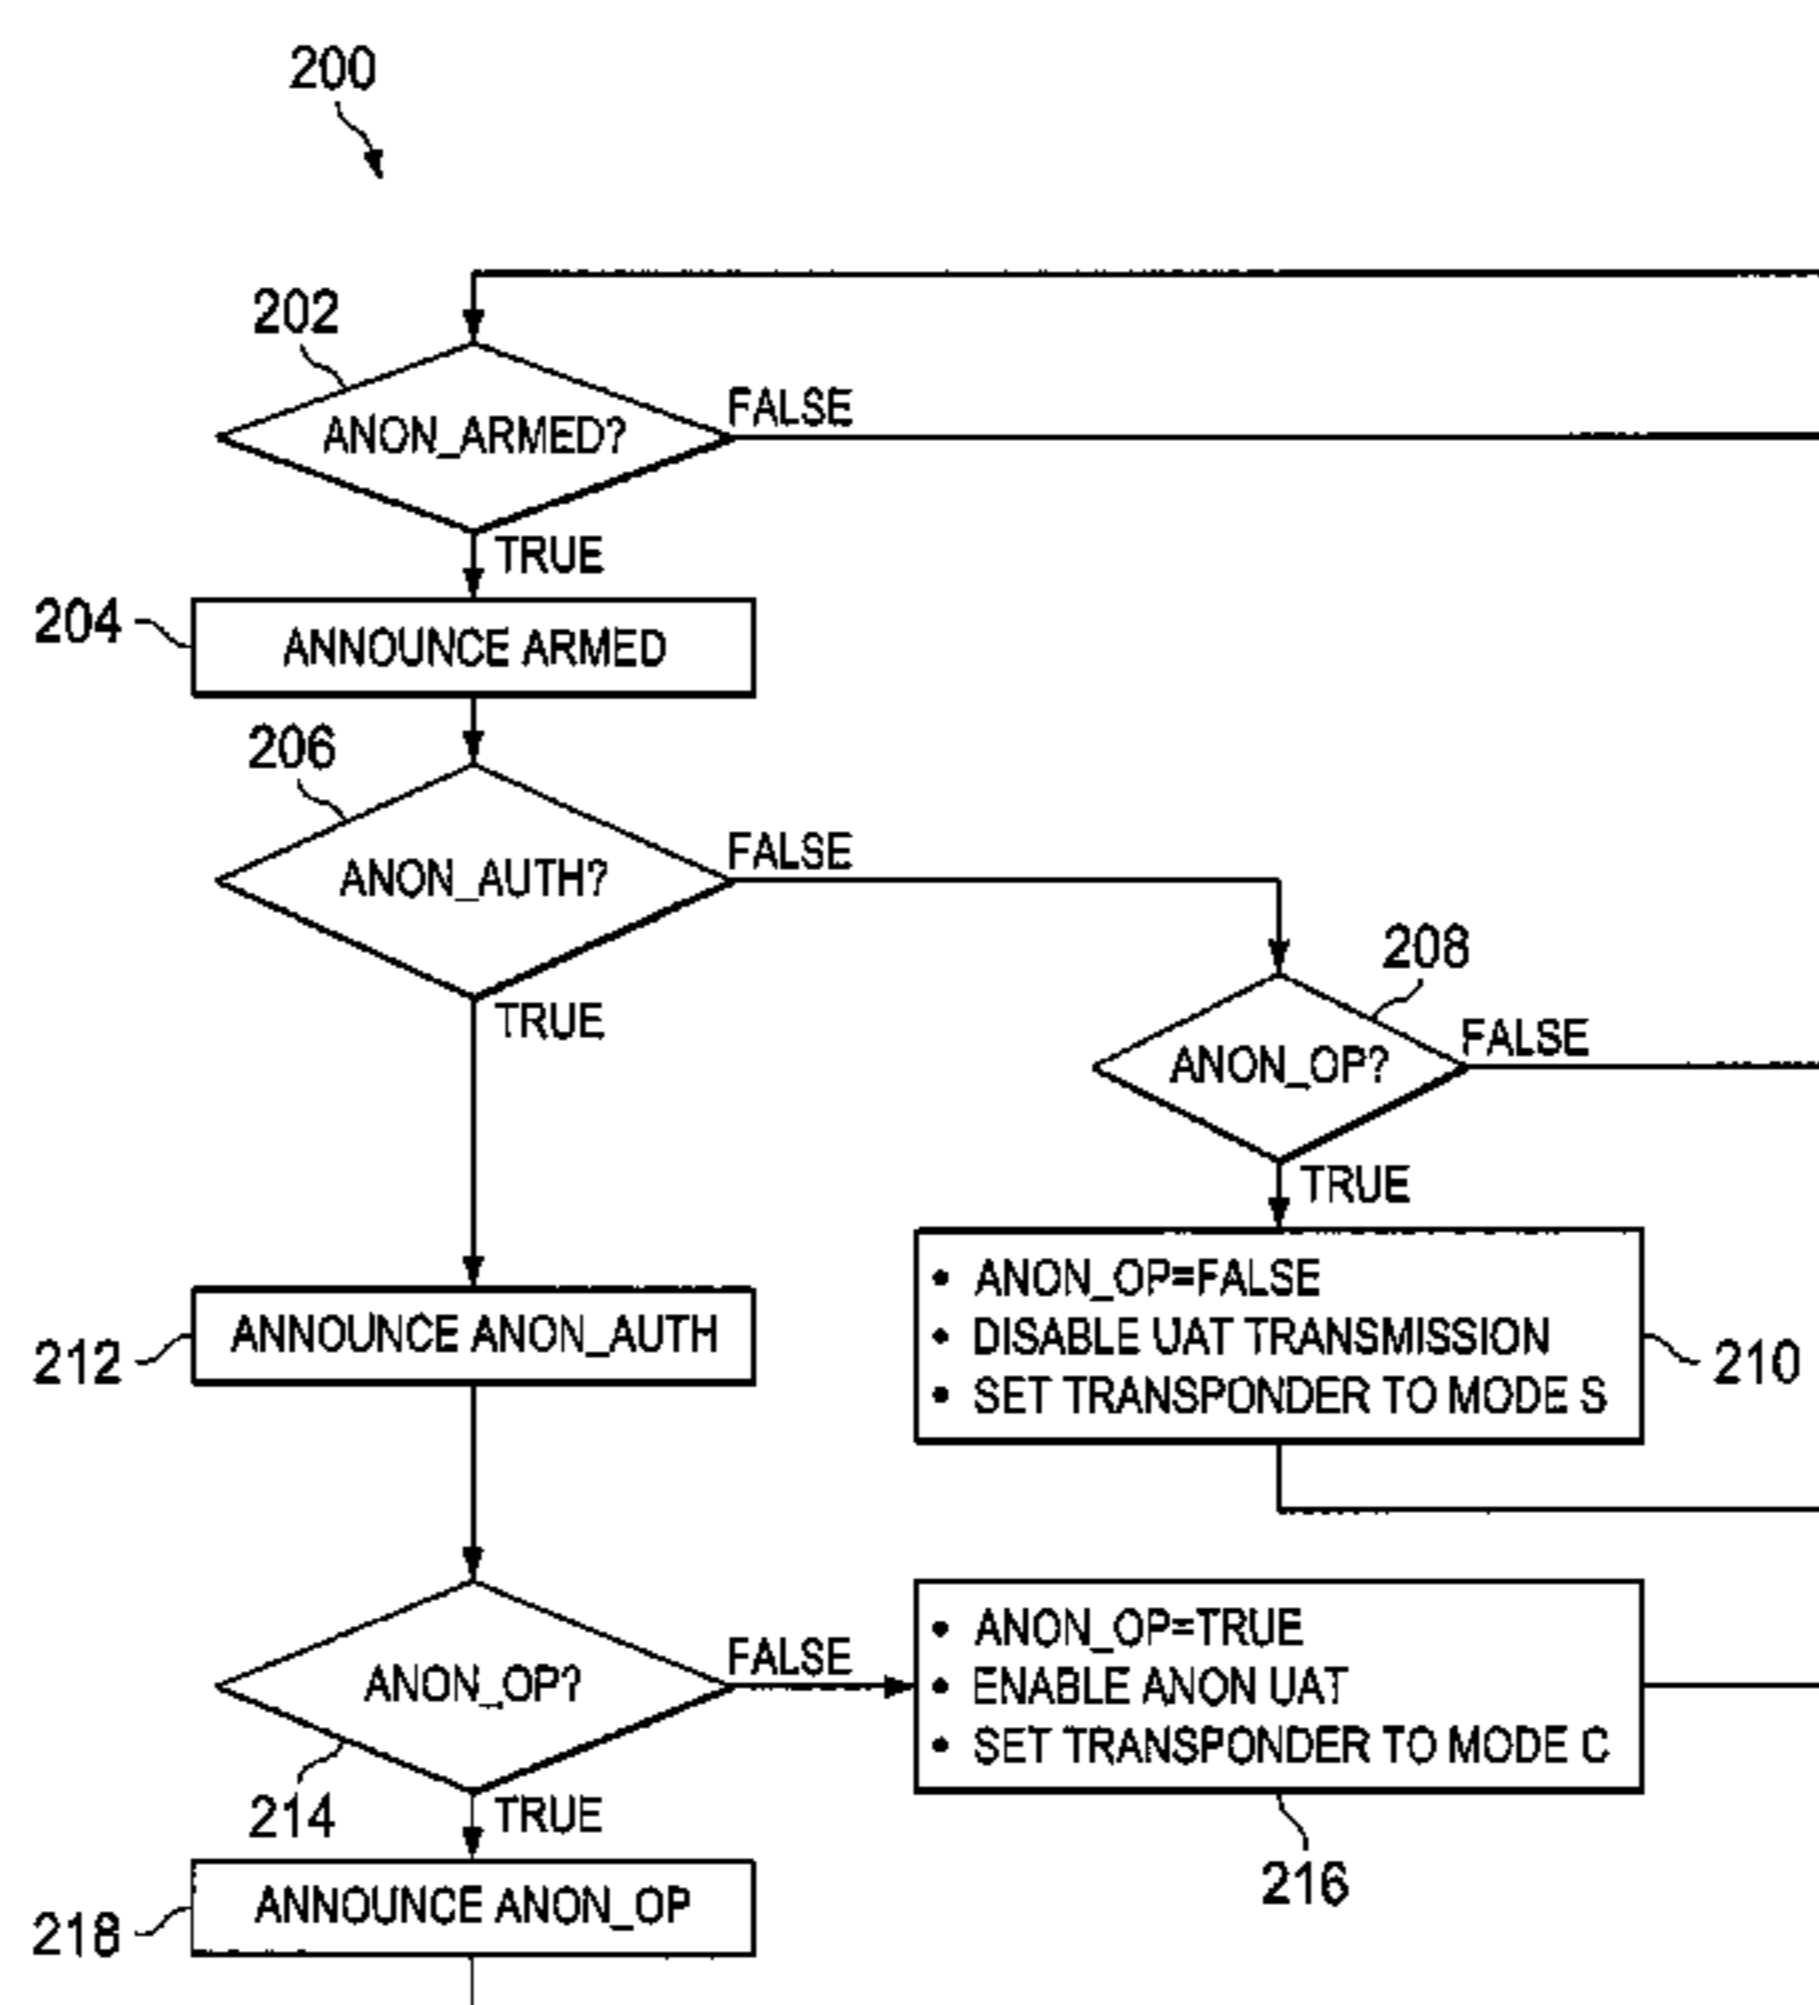 200
202
ANON_ARMED?
FALSE
TRUE
204
ANNOUNCE ARMED
206
ANON_AUTH?
FALSE
TRUE
208
ANON_OP?
FALSE
TRUE
• ANON_OP=FALSE
• DISABLE UAT TRANSMISSION
• SET TRANSPONDER TO MODE S
210
212
ANNOUNCE ANON_AUTH
214
ANON_OP?
FALSE
TRUE
• ANON_OP=TRUE
• ENABLE ANON UAT
• SET TRANSPONDER TO MODE C
216
218
ANNOUNCE ANON_OP